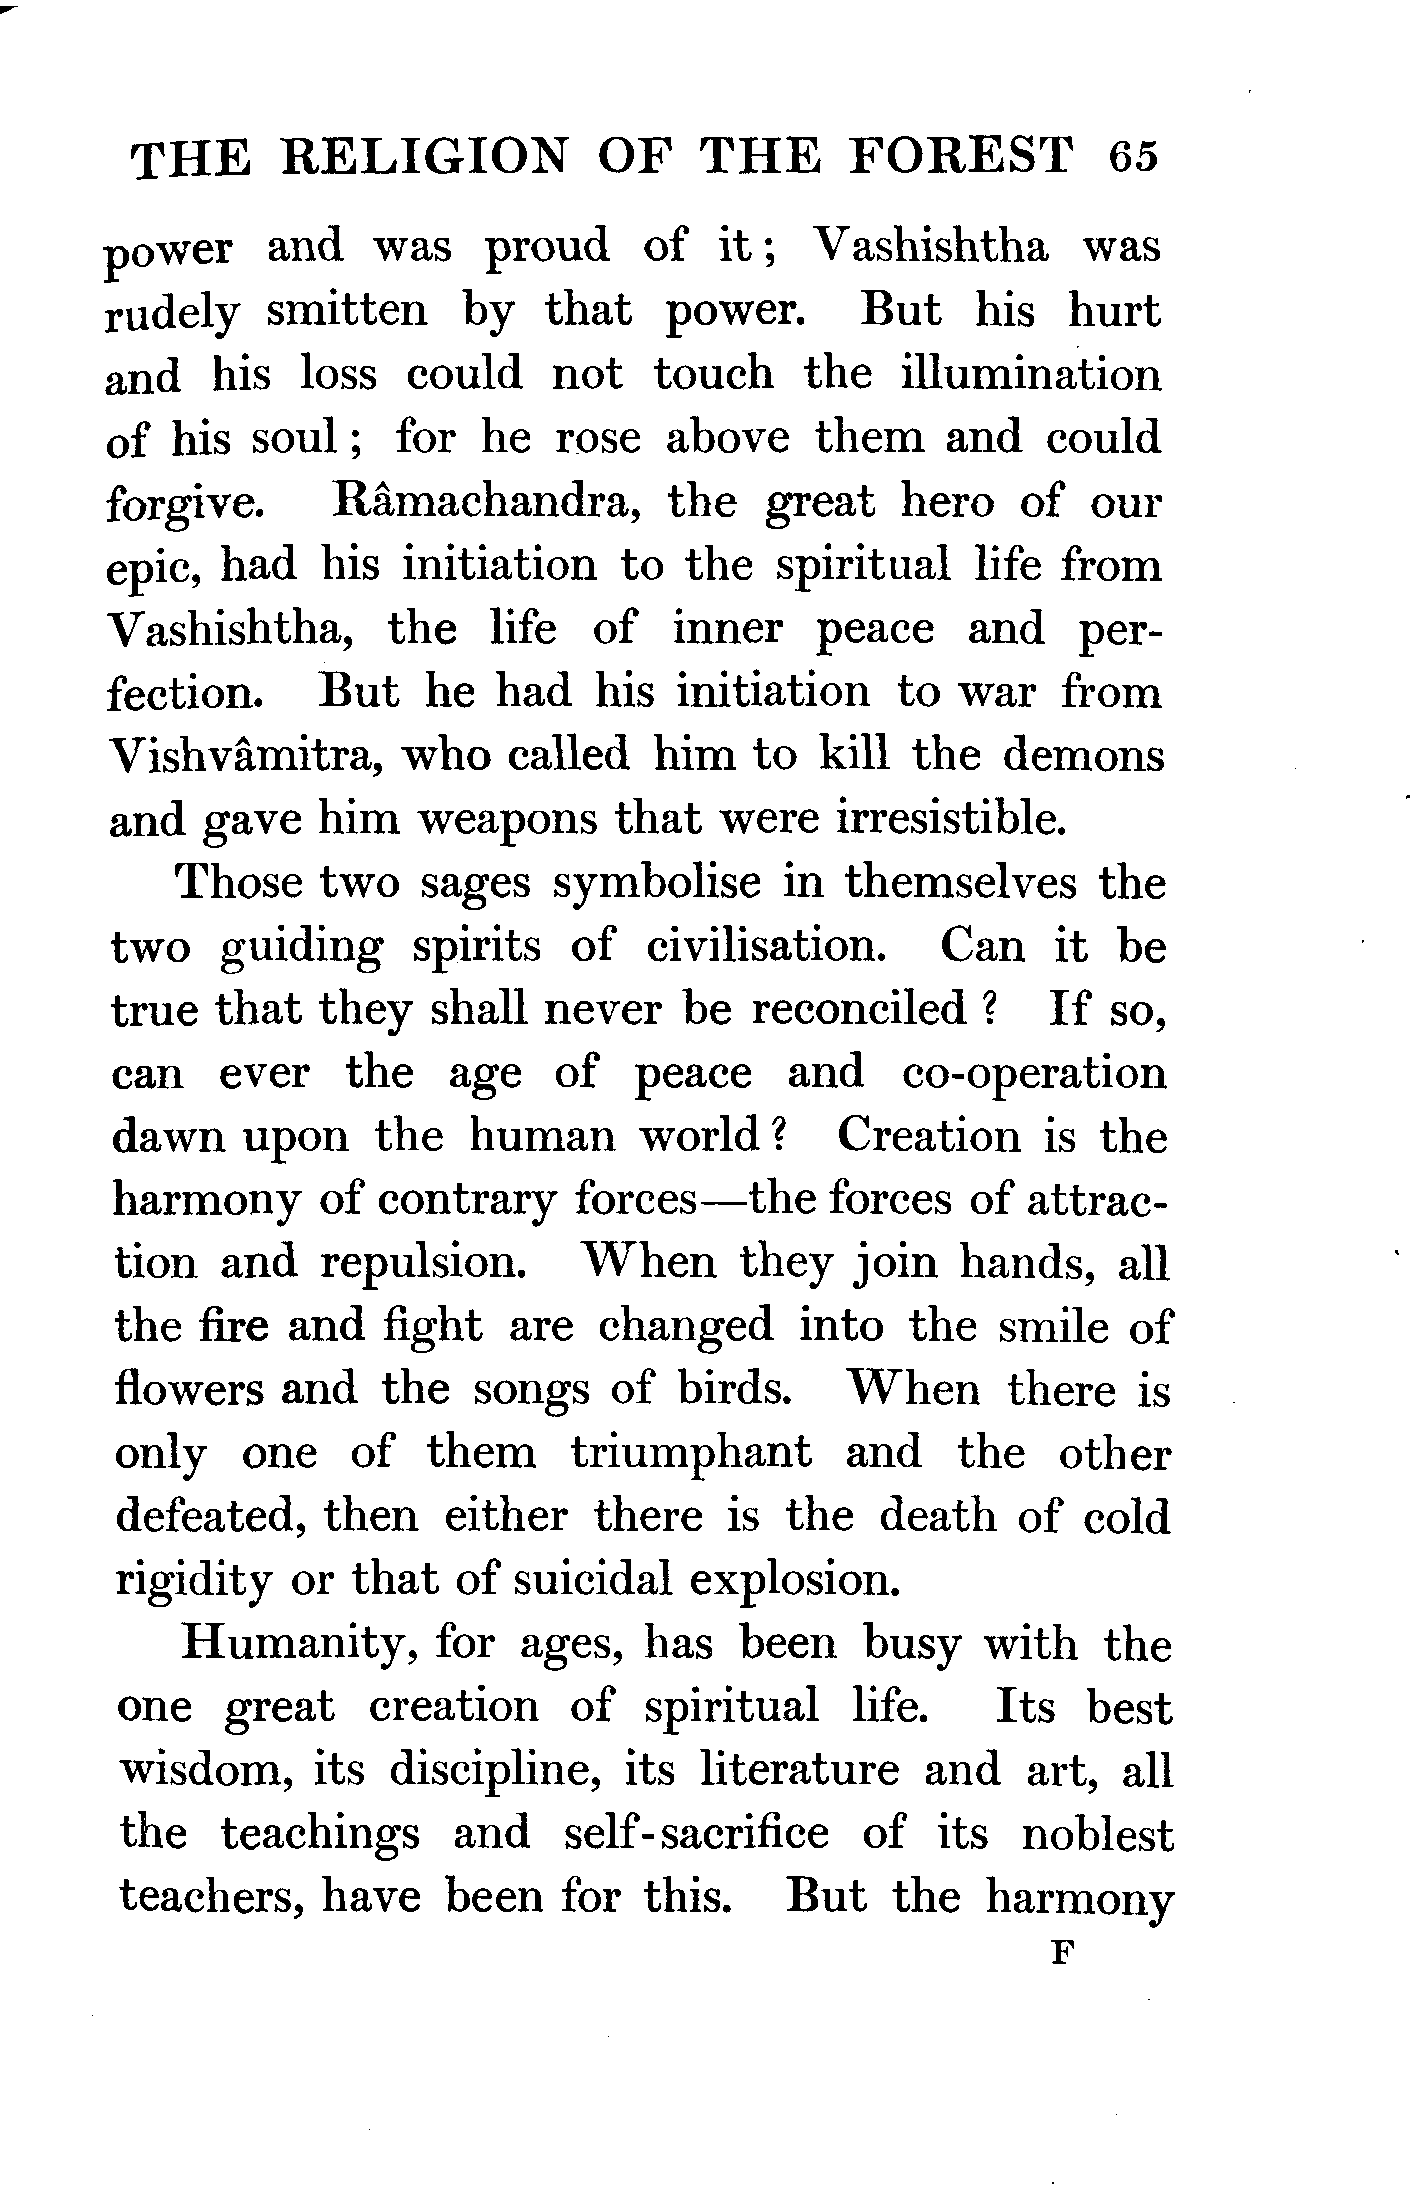 THE RELIGION OF THE FOREST 65
power and was proud of it ; Vashishtha was
rudely smitten by that power. But his hurt
and his loss could not touch the illumination
of his soul ; for he rose above them and could
forgive. Râmachandra, the great hero of our
epic, had his initiation to the spiritual life from
Vashishtha, the life of inner peace and per-
fection. But he had his initiation to war from
Vishvâmitra, who called him to kill the demons
and gave him weapons that were irresistible.
Those two sages symbolise in themselves the
two guiding spirits of civilisation. Can it be
true that they shall never be reconciled ? If so,
can ever the age of peace and co-operation
dawn upon the human world ? Creation is the
harmony of contrary forces—the forces of attrac-
tion and repulsion. When they join hands, all
the fire and fight are changed into the smile of
flowers and the songs of birds. When there is
only one of them triumphant and the other
defeated, then either there is the death of cold
rigidity or that of suicidal explosion.
Humanity, for ages, has been busy with the
one great creation of spiritual life. Its best
wisdom, its discipline, its literature and art, all
the teachings and self-sacrifice of its noblest
teachers, have been for this. But the harmony
F